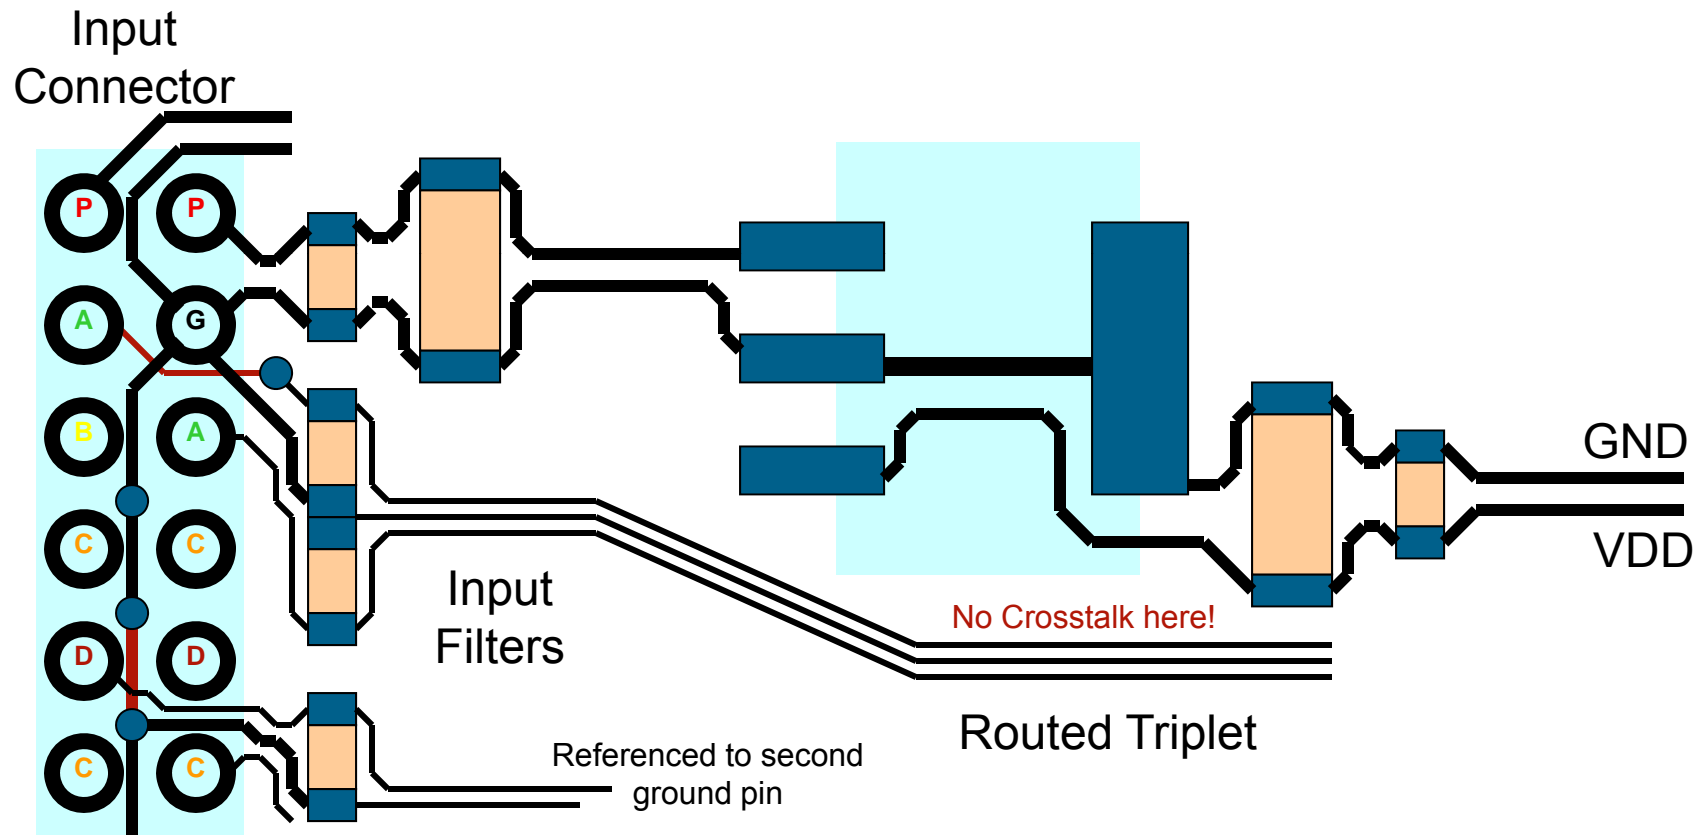 Input
Connector
P P
A G
B A
C C
D D
C C
Input
Filters
GND
VDD
No Crosstalk here!
Routed Triplet
Referenced to second
ground pin